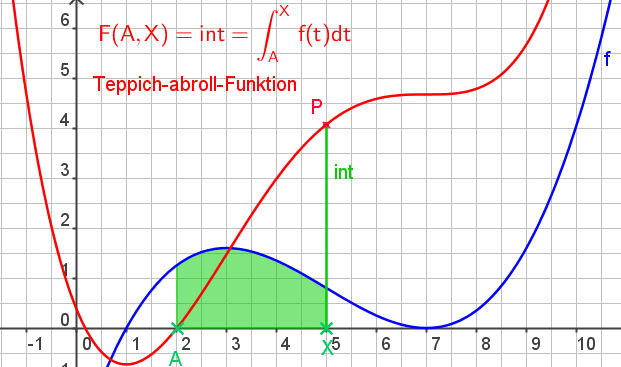 F(A,X) = int = ∫_A^X f(t)dt
Teppich-abroll-Funktion
f
P
int
6
5
4
3
2
1
0
-1 0 1 2 3 4 5 6 7 8 9 10
A X